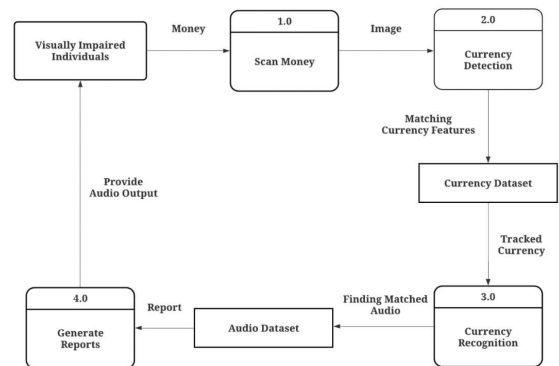 Visually Impaired
Individuals
Money
1.0
Scan Money
Image
2.0
Currency
Detection
Matching
Currency Features
Currency Dataset
Tracked
Currency
3.0
Currency
Recognition
Finding Matched
Audio
Audio Dataset
Report
4.0
Generate
Reports
Provide
Audio Output